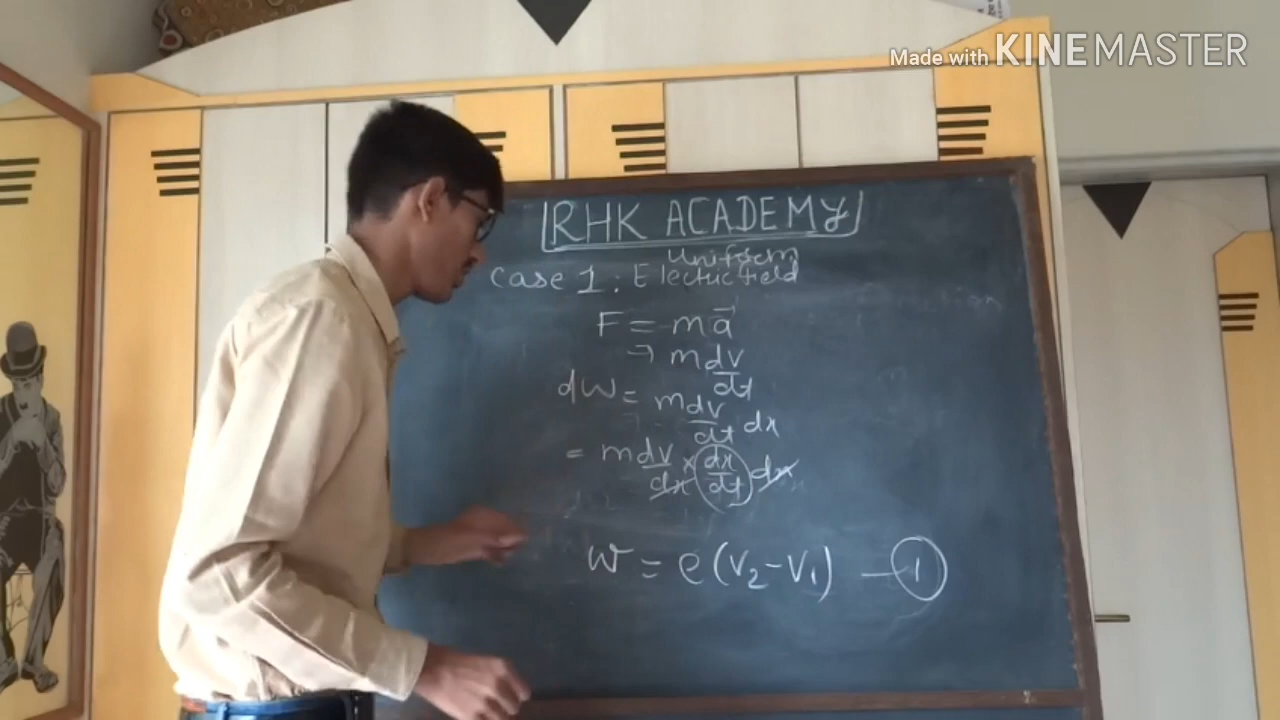 Made with KINEMASTER
RHK ACADEMY
Uniform
Case 1: Electric field
F = ma⃗
→ m dv/dt
dW = m dv/dt dx
= m dv/dx × dx/dt dx
W = e(V₂-V₁) — ①